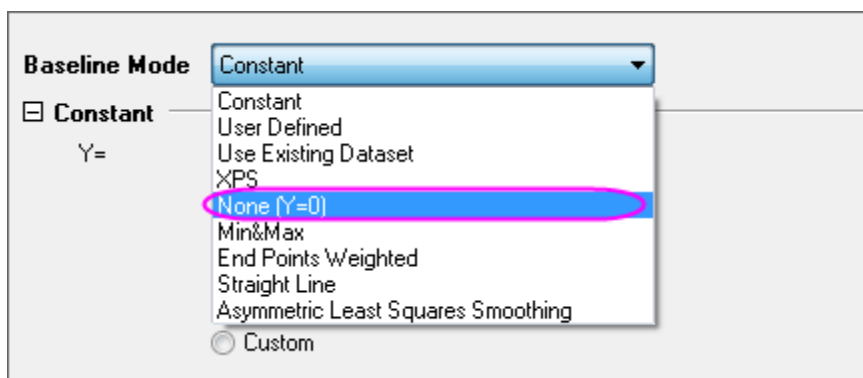 Baseline Mode Constant
Constant
Constant
User Defined
Y=
Use Existing Dataset
XPS
None (Y=0)
Min&Max
End Points Weighted
Straight Line
Asymmetric Least Squares Smoothing
Custom